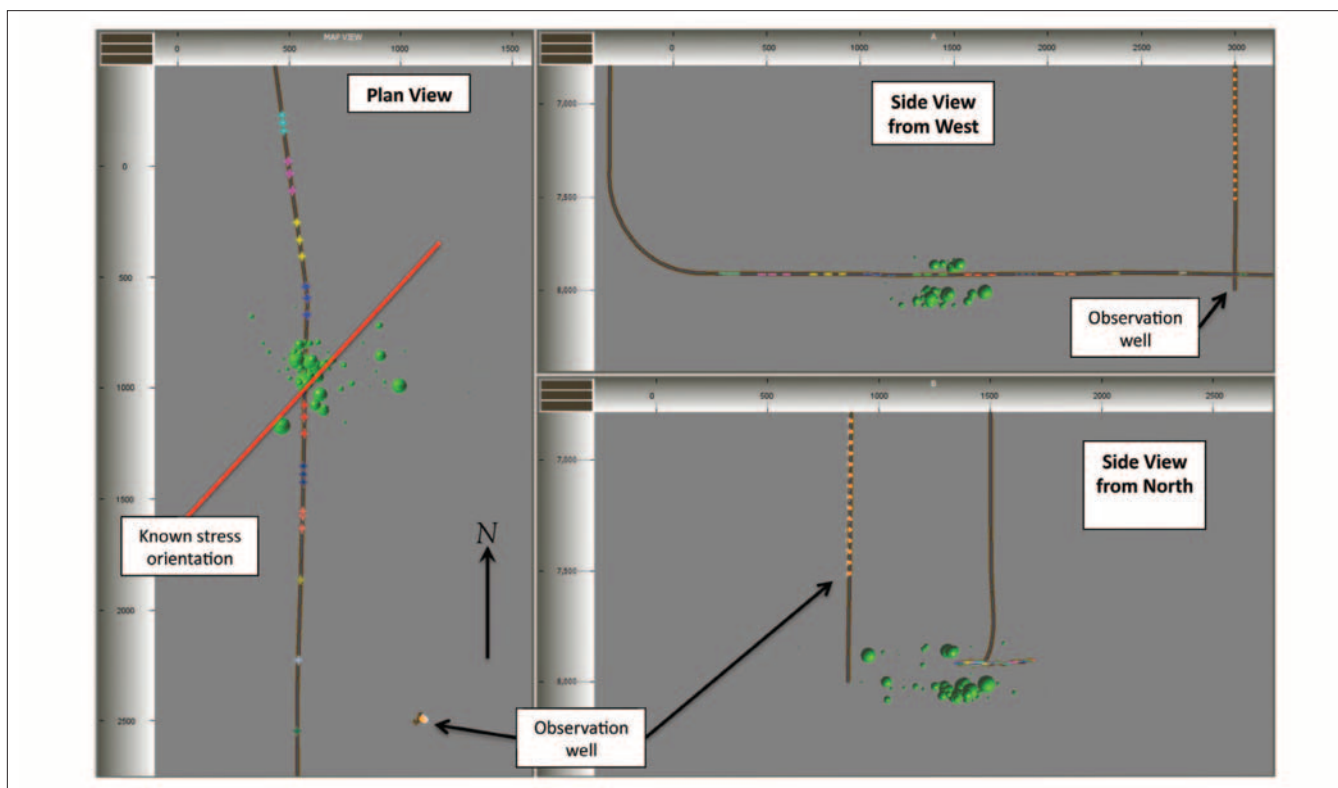 MAP VIEW
0 500 1000 1500
Plan View
0
500
1000
1500
2000
2500
Known stress
orientation
N
A
0 500 1000 1500 2000 2500 3000
7,000
7,500
8,000
Side View
from West
Observation
well
B
0 500 1000 1500 2000 2500
7,000
7,500
8,000
Side View
from North
Observation
well